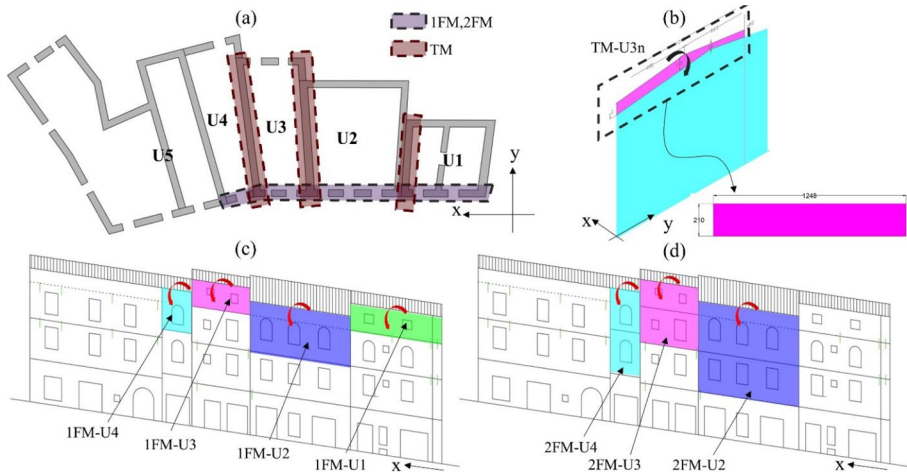 (a)
1FM,2FM
TM
U4
U3
U5
U2
U1
y
x
(b)
TM-U3n
x
y
1248
210
(c)
1FM-U4
1FM-U3
1FM-U2
1FM-U1
x
(d)
2FM-U4
2FM-U3
2FM-U2
x